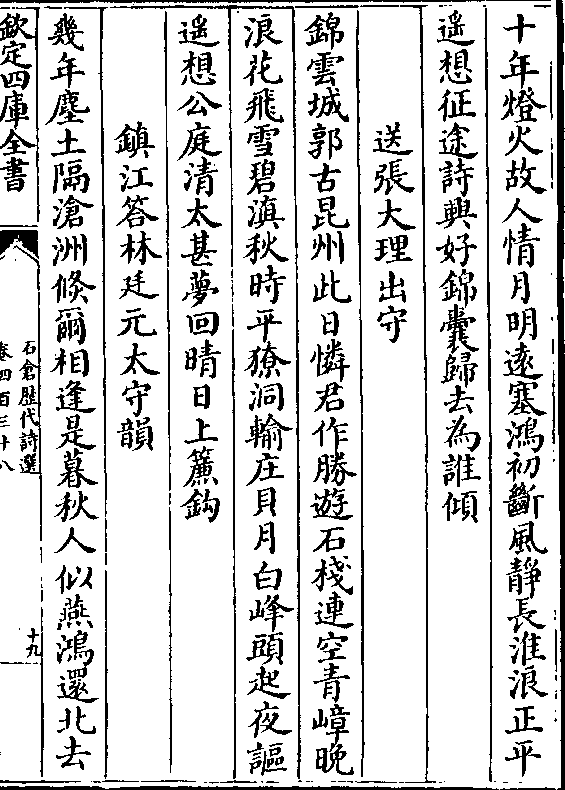 十年燈火故人情月明遠塞鴻初斷風靜長淮浪正平
遥想征途詩興好錦囊歸去為誰傾
送張大理出守
錦雲城郭古昆州此日憐君作勝遊石棧連空青嶂晚
浪花飛雪碧滇秋時平獠洞輸庄貝月白峰頭起夜謳
遥想公庭清太甚夢回晴日上簾鈎
鎮江答林廷元太守韻
幾年塵土隔滄洲倐爾相逢是暮秋人似燕鴻還北去
欽定四庫全書
石倉歷代詩選
卷四百三十八
十九